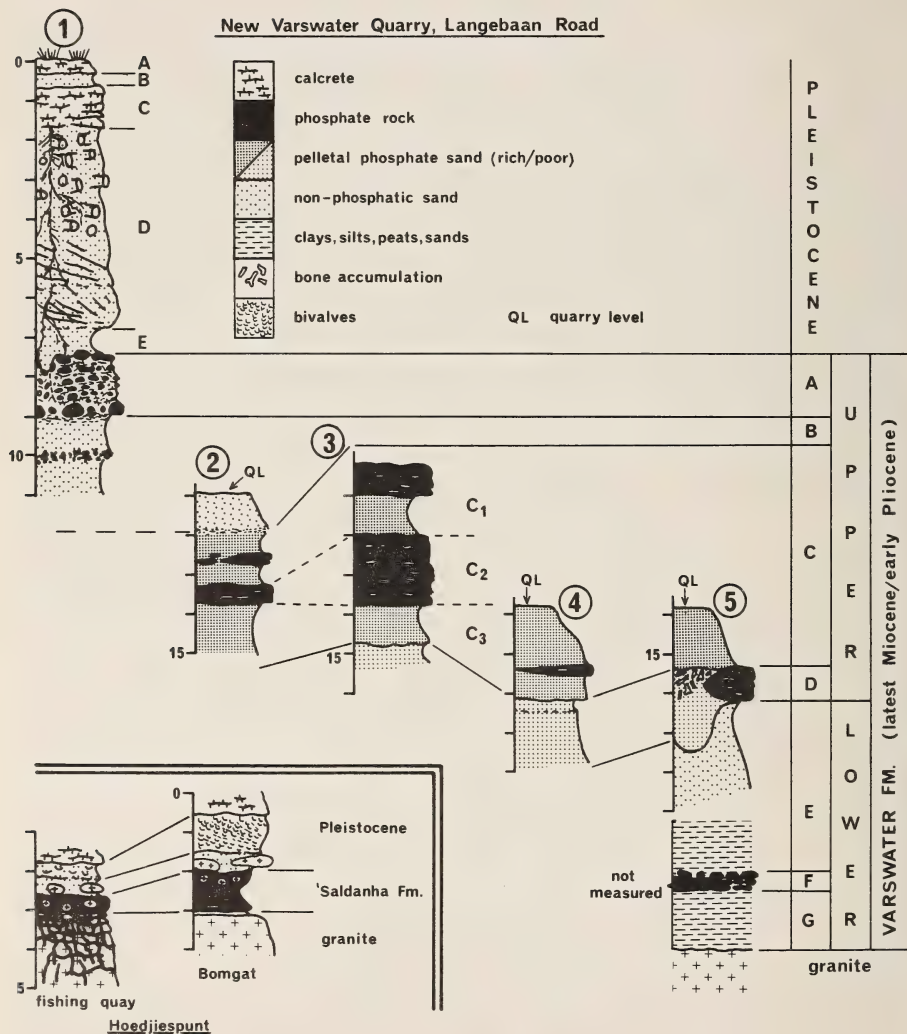 New Varswater Quarry, Langebaan Road
1
0
A
B
C
D
5
E
10
calcrete
phosphate rock
pelletal phosphate sand (rich/poor)
non-phosphatic sand
clays, silts, peats, sands
bone accumulation
bivalves
QL quarry level
PLEISTOCENE
A
B
C
D
E
F
G
UPPER
LOWER
VARSWATER FM. (latest Miocene/early Pliocene)
2
QL
15
3
C1
C2
C3
15
4
QL
5
QL
15
not
measured
granite
0
Pleistocene
'Saldanha Fm.
granite
Bomgat
5
fishing quay
Hoedjiespunt